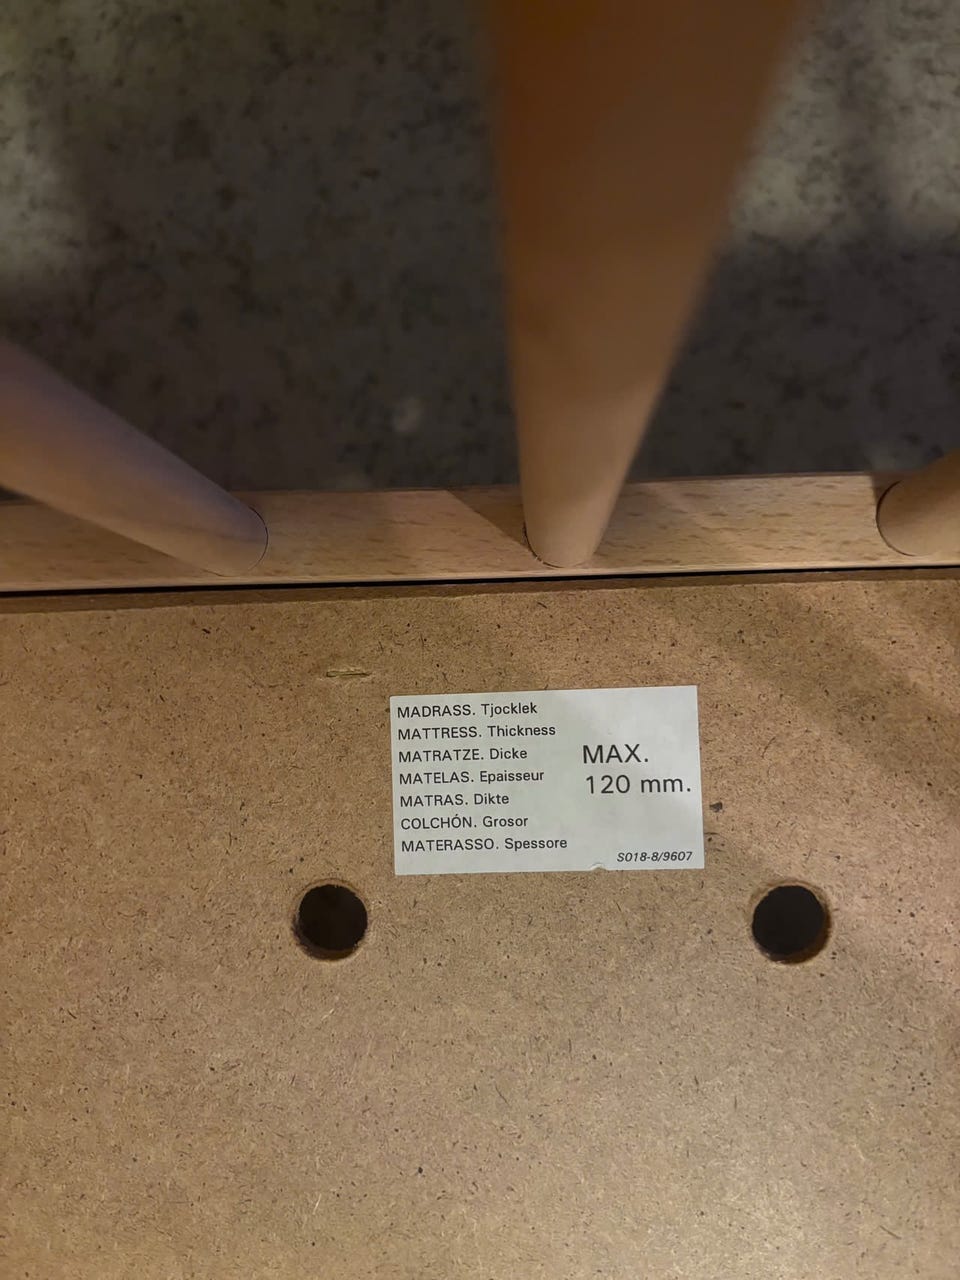 MADRASS. Tjocklek
MATTRESS. Thickness
MATRATZE. Dicke
MATELAS. Epaisseur
MATRAS. Dikte
COLCHÓN. Grosor
MATERASSO. Spessore
MAX.
120 mm.
S018-8/9607